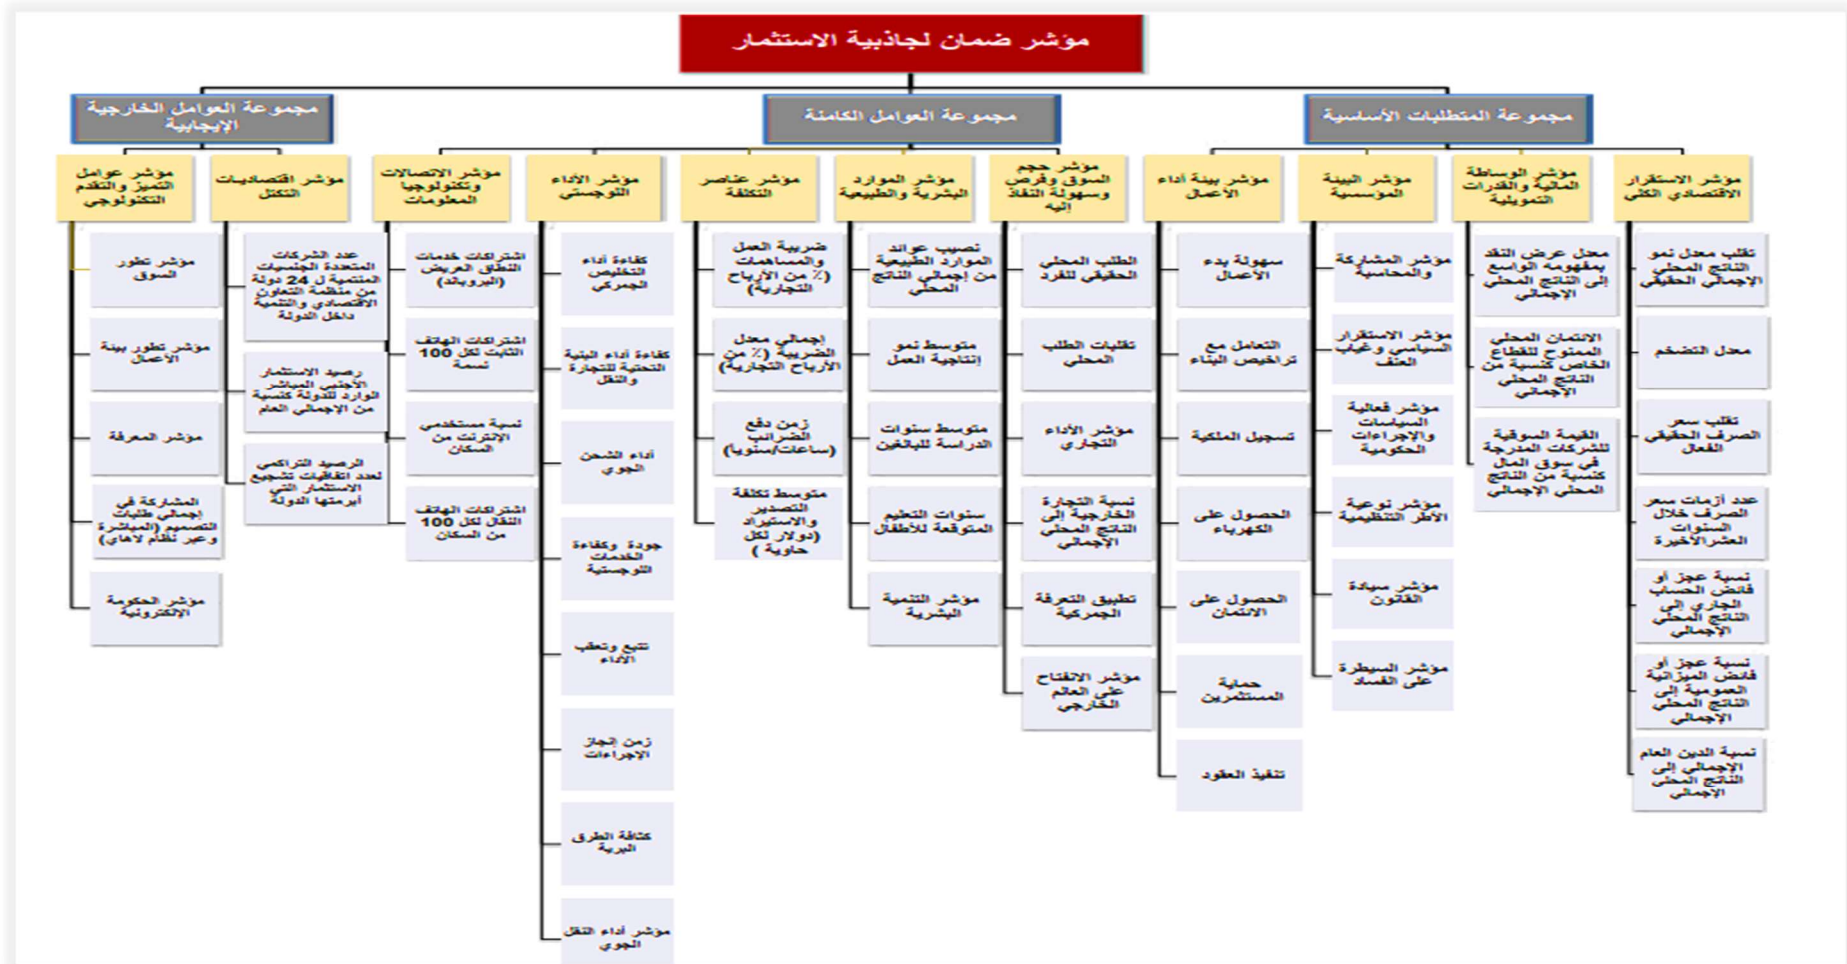 مؤشر ضمان لجاذبية الاستثمار
مجموعة المتطلبات الأساسية
مجموعة العوامل الكامنة
مجموعة العوامل الخارجية
الإيجابية
مؤشر الاستقرار
الاقتصادي الكلي
تقلب معدل نمو
الناتج المحلي
الإجمالي الحقيقي
معدل التضخم
تقلب سعر
الصرف الحقيقي
الفعال
عدد أزمات سعر
الصرف خلال
السنوات
العشر الأخيرة
نسبة عجز أو
فائض الحساب
الجاري إلى
الناتج المحلي
الإجمالي
نسبة عجز أو
فائض الميزانية
العمومية إلى
الناتج المحلي
الإجمالي
نسبة الدين العام
الإجمالي إلى
الناتج المحلي
الإجمالي
مؤشر الوساطة
المالية والقدرات
التمويلية
معدل عرض النقد
بمفهومه الواسع
إلى الناتج المحلي
الإجمالي
الائتمان المحلي
الممنوح للقطاع
الخاص كنسبة من
الناتج المحلي
الإجمالي
القيمة السوقية
للشركات المدرجة
في سوق المال
كنسبة من الناتج
المحلي الإجمالي
مؤشر البيئة
المؤسسية
مؤشر المشاركة
والمحاسبة
مؤشر الاستقرار
السياسي وغياب
العنف
مؤشر فعالية
السياسات
والإجراءات
الحكومية
مؤشر نوعية
الأطر التنظيمية
مؤشر سيادة
القانون
مؤشر السيطرة
على الفساد
مؤشر بيئة أداء
الأعمال
سهولة بدء
الأعمال
التعامل مع
تراخيص البناء
تسجيل الملكية
الحصول على
الكهرباء
الحصول على
الائتمان
حماية
المستثمرين
تنفيذ العقود
مؤشر حجم
السوق وفرص
وسهولة النفاذ
إليه
الطلب المحلي
الحقيقي للفرد
تقلبات الطلب
المحلي
مؤشر الأداء
التجاري
نسبة التجارة
الخارجية إلى
الناتج المحلي
الإجمالي
تطبيق التعرفة
الجمركية
مؤشر الانفتاح
على العالم
الخارجي
مؤشر الموارد
البشرية والطبيعية
نصيب عوائد
الموارد الطبيعية
من إجمالي الناتج
المحلي
متوسط نمو
إنتاجية العمل
متوسط سنوات
الدراسة للبالغين
سنوات التعليم
المتوقعة للأطفال
مؤشر التنمية
البشرية
مؤشر عناصر
التكلفة
ضريبة العمل
والمساهمات
(٪ من الأرباح
التجارية)
إجمالي معدل
الضريبة (٪ من
الأرباح التجارية)
زمن دفع
الضرائب
(ساعات/سنويا)
متوسط تكلفة
التصدير
والاستيراد
(دولار لكل
حاوية )
مؤشر الأداء
اللوجستي
كفاءة أداء
التخليص
الجمركي
كفاءة أداء البنية
التحتية للتجارة
والنقل
أداء الشحن
الجوي
جودة وكفاءة
الخدمات
اللوجستية
تتبع وتعقب
الأداء
زمن إنجاز
الإجراءات
كثافة الطرق
البرية
مؤشر أداء النقل
الجوي
مؤشر الاتصالات
وتكنولوجيا
المعلومات
اشتراكات خدمات
النطاق العريض
(البروباند)
اشتراكات الهاتف
الثابت لكل 100
نسمة
نسبة مستخدمي
الإنترنت من
السكان
اشتراكات الهاتف
النقال لكل 100
من السكان
مؤشر اقتصاديات
التكتل
عدد الشركات
المتعددة الجنسيات
المنتمية ل 24 دولة
من منظمة التعاون
الاقتصادي والتنمية
داخل الدولة
رصيد الاستثمار
الأجنبي المباشر
الوارد للدولة كنسبة
من الإجمالي العام
الرصيد التراكمي
لعدد اتفاقيات تشجيع
الاستثمار التي
أبرمتها الدولة
مؤشر عوامل
التميز والتقدم
التكنولوجي
مؤشر تطور
السوق
مؤشر تطور بيئة
الأعمال
مؤشر المعرفة
المشاركة في
إجمالي طلبات
التصميم (المباشرة
وعبر نظام لاهاي)
مؤشر الحكومة
الإلكترونية